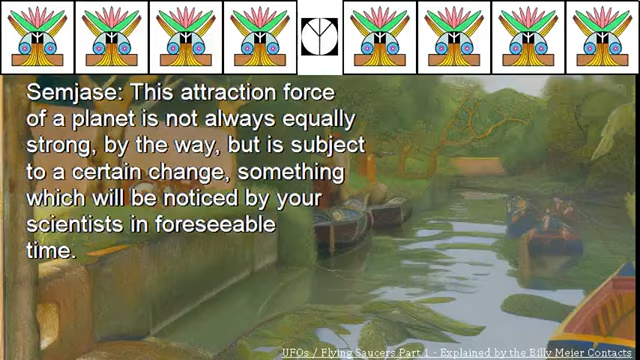 Semjase: This attraction force
of a planet is not always equally
strong, by the way, but is subject
to a certain change, something
which will be noticed by your
scientists in foreseeable
time.
UFOs / Flying Saucers Part 1 - Explained by the Billy Meier Contacts